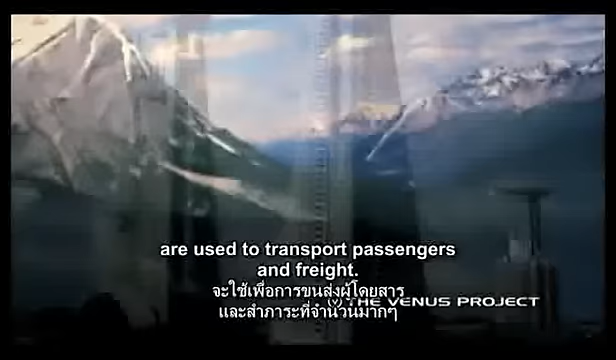 are used to transport passengers
and freight.
จะใช้เพื่อการขนส่งผู้โดยสาร
THE VENUS PROJECT
และสำภาระที่จำนวนมากๆ